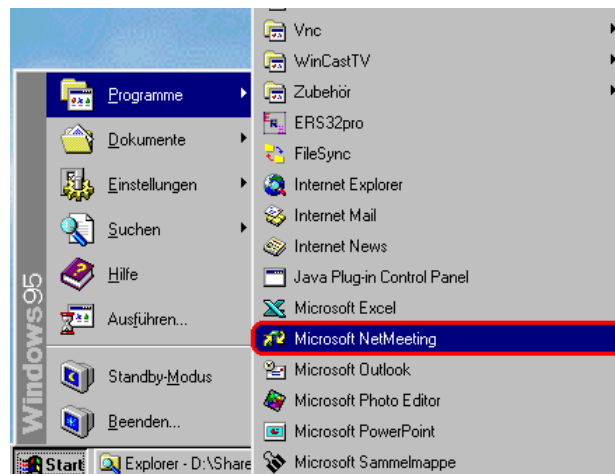 Windows95
Programme
Dokumente
Einstellungen
Suchen
Hilfe
Ausführen...
Standby-Modus
Beenden...
Vnc
WinCastTV
Zubehör
ERS32pro
FileSync
Internet Explorer
Internet Mail
Internet News
Java Plug-in Control Panel
Microsoft Excel
Microsoft NetMeeting
Microsoft Outlook
Microsoft Photo Editor
Microsoft PowerPoint
Microsoft Sammelmappe
Start
Explorer - D:\Share